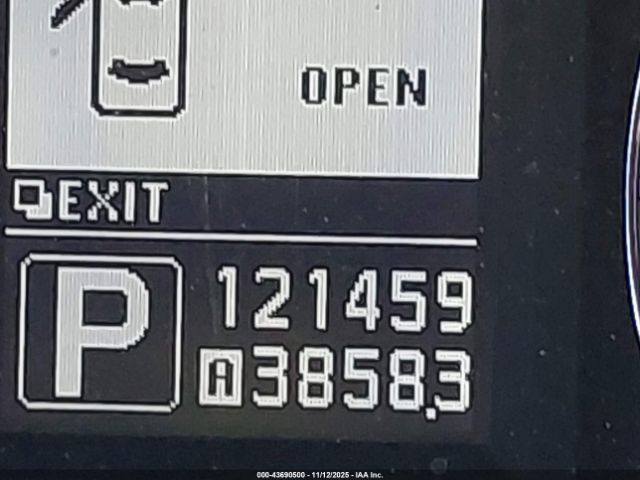 OPEN
EXIT
P
121459
A 3858.3
000-43690500 - 11/12/2025 - IAA Inc.